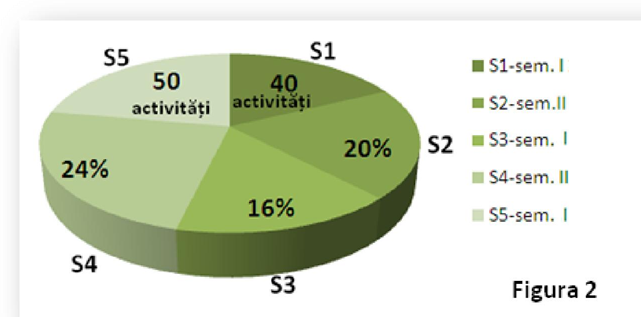 S5
S1
50
activități
40
activități
S2
20%
24%
16%
S4
S3
S1-sem. I
S2-sem.II
S3-sem. I
S4-sem. II
S5-sem. I
Figura 2